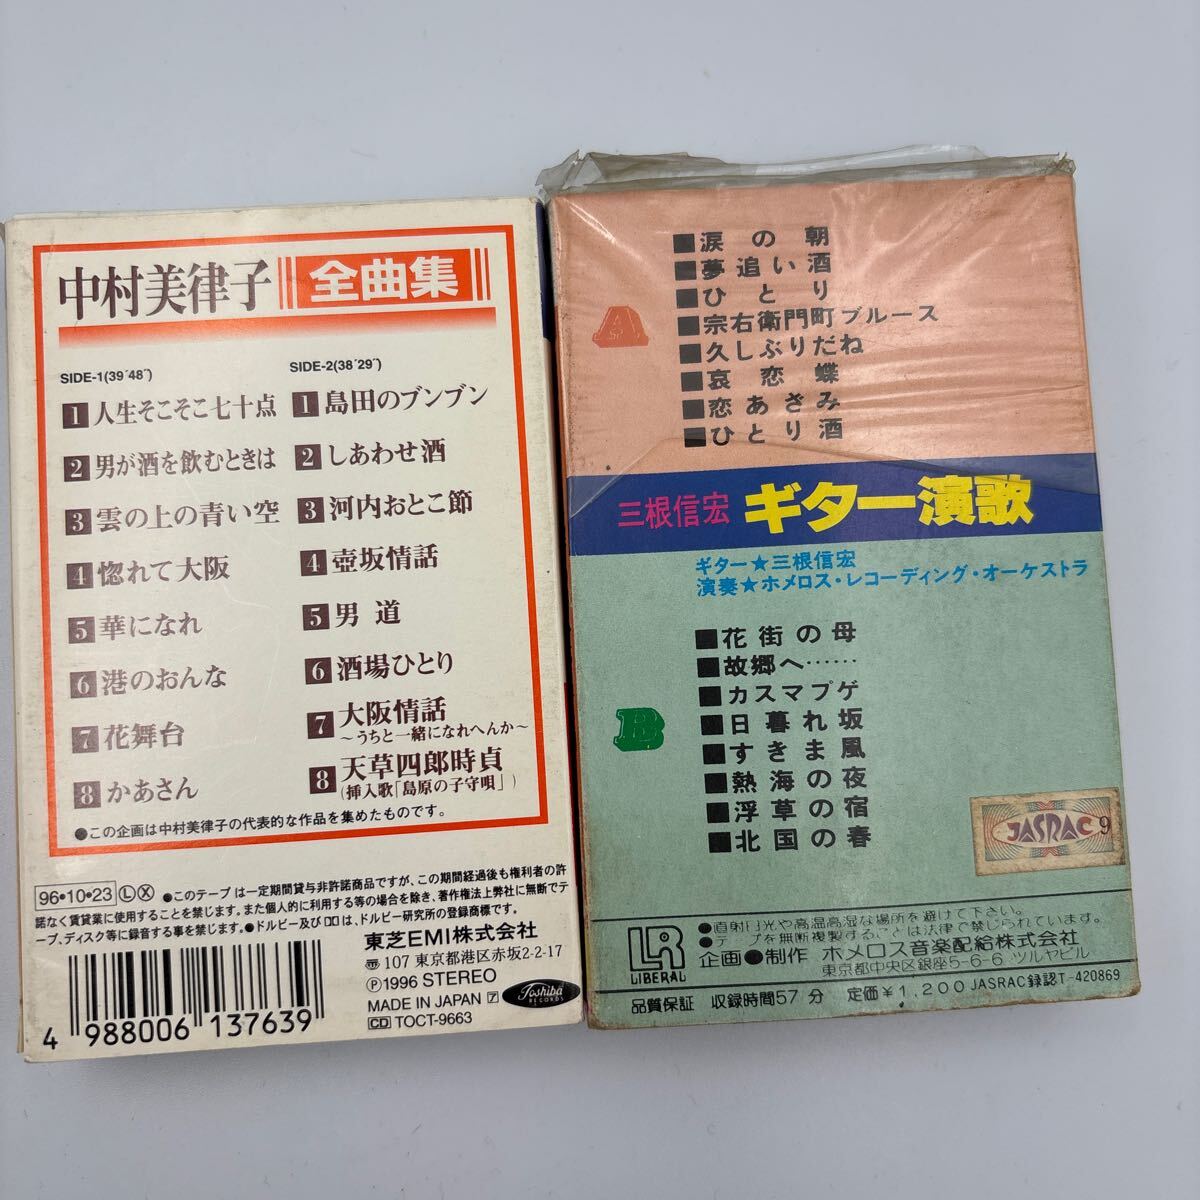 中村美律子 全曲集
SIDE-1(39´48˝)
1 人生そこそこ七十点
2 男が酒を飲むときは
3 雲の上の青い空
4 惚れて大阪
5 華になれ
6 港のおんな
7 花舞台
8 かあさん
SIDE-2(38´29˝)
1 島田のブンブン
2 しあわせ酒
3 河内おとこ節
4 壺坂情話
5 男 道
6 酒場ひとり
7 大阪情話
～うちと一緒になれへんか～
8 天草四郎時貞
(挿入歌「島原の子守唄」)
●この企画は中村美律子の代表的な作品を集めたものです。
96•10•23 Ⓛ Ⓧ ●このテープは一定期間貸与非許諾商品ですが、この期間経過後も権利者の許
諾なく賃貸業に使用することを禁じます。また個人的に利用する等の場合を除き、著作権法上弊社に無断でテ
ープ、ディスク等に録音する事を禁じます。●ドルビー及び は、ドルビー研究所の登録商標です。
東芝EMI株式会社
〠 107 東京都港区赤坂2-2-17
Ⓟ1996 STEREO
MADE IN JAPAN ア
CD TOCT-9663
Toshiba
RECORDS
4 988006 137639
A
■涙の朝
■夢追い酒
■ひとり
■宗右衛門町ブルース
■久しぶりだね
■哀恋蝶
■恋あざみ
■ひとり酒
三根信宏 ギター演歌
ギター★三根信宏
演奏★ホメロス・レコーディング・オーケストラ
B
■花街の母
■故郷へ……
■カスマプゲ
■日暮れ坂
■すきま風
■熱海の夜
■浮草の宿
■北国の春
JASRAC 9
LR
LIBERAL
●直射日光や高温高湿な場所を避けて下さい。
●テープを無断複製することは法律で禁じられています。
企画●制作 ホメロス音楽配給株式会社
東京都中央区銀座5-6-6 ツルヤビル
品質保証 収録時間57分 定価¥1,200 JASRAC録認T-420869